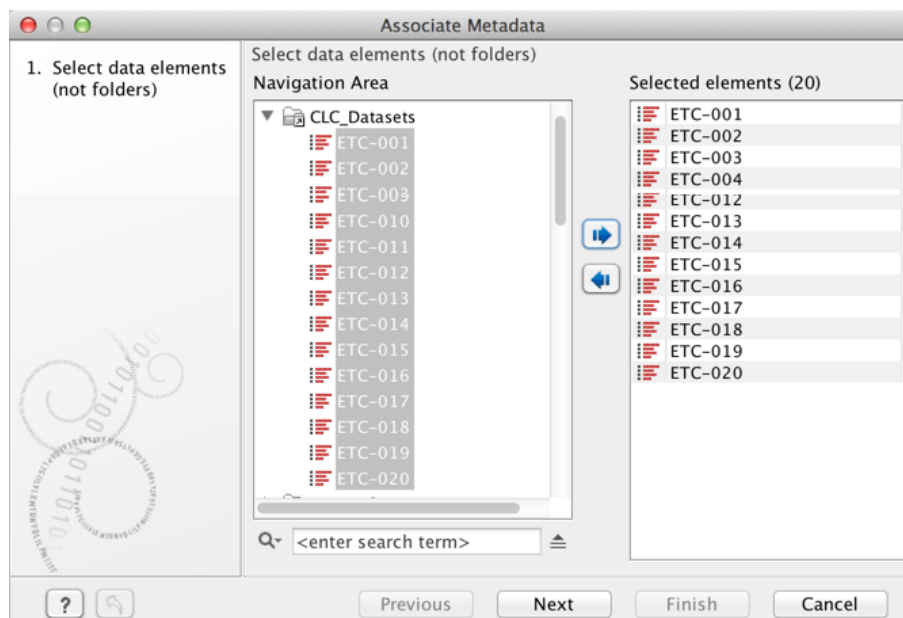 Associate Metadata
1. Select data elements
(not folders)
Select data elements (not folders)
Navigation Area
CLC_Datasets
ETC-001
ETC-002
ETC-003
ETC-010
ETC-011
ETC-012
ETC-013
ETC-014
ETC-015
ETC-016
ETC-017
ETC-018
ETC-019
ETC-020
<enter search term>
Selected elements (20)
ETC-001
ETC-002
ETC-003
ETC-004
ETC-012
ETC-013
ETC-014
ETC-015
ETC-016
ETC-017
ETC-018
ETC-019
ETC-020
?
Previous
Next
Finish
Cancel